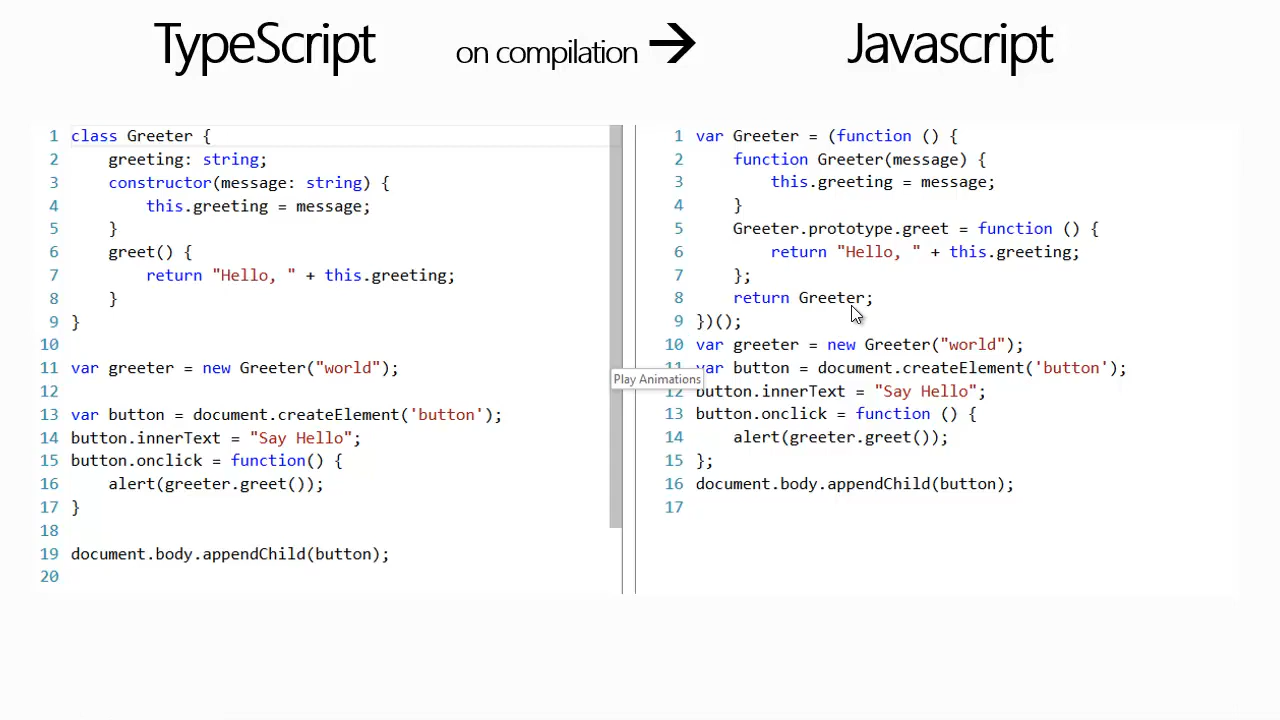 TypeScript on compilation → Javascript
1 class Greeter {
2     greeting: string;
3     constructor(message: string) {
4         this.greeting = message;
5     }
6     greet() {
7         return "Hello, " + this.greeting;
8     }
9 }
10
11 var greeter = new Greeter("world");
12
13 var button = document.createElement('button');
14 button.innerText = "Say Hello";
15 button.onclick = function() {
16     alert(greeter.greet());
17 }
18
19 document.body.appendChild(button);
20
1 var Greeter = (function () {
2     function Greeter(message) {
3         this.greeting = message;
4     }
5     Greeter.prototype.greet = function () {
6         return "Hello, " + this.greeting;
7     };
8     return Greeter;
9 })();
10 var greeter = new Greeter("world");
11 var button = document.createElement('button');
Play Animations
12 button.innerText = "Say Hello";
13 button.onclick = function () {
14     alert(greeter.greet());
15 };
16 document.body.appendChild(button);
17